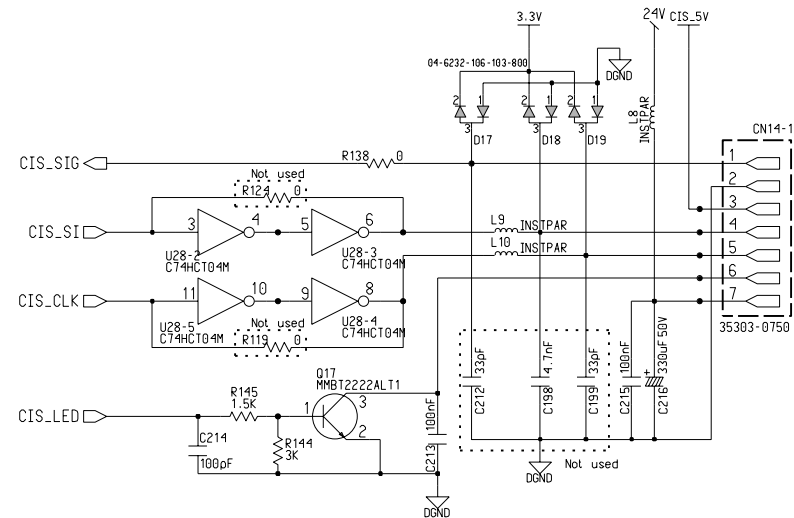 3.3V
24V CIS_5V
04-6232-106-103-800
DGND
2 1 2 1 2 1
3 D17 3 D18 3 D19
L8
INSTPAR
CN14-1
CIS_SIG
R138 0
1
Not used
R124 0
2
3
CIS_SI
3 4 5 6
L9 INSTPAR
4
U28-2
C74HCT04M
U28-3
C74HCT04M
L10 INSTPAR
5
6
CIS_CLK
11 10 9 8
7
U28-5
C74HCT04M
U28-4
C74HCT04M
35303-0750
Not used
R119 0
C212 33pF
C198 4.7nF
C199 33pF
C215 100nF
+
C216 330uF 50V
Q17
MMBT2222ALT1
R145
1.5K
CIS_LED
1 3 2
C213 100nF
C214
100pF
R144
3K
Not used
DGND
DGND